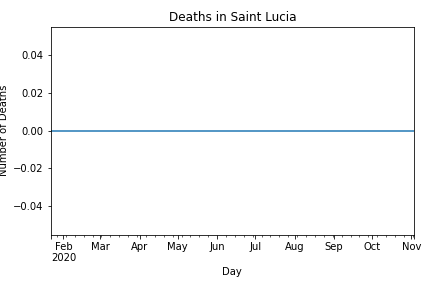 Deaths in Saint Lucia
Number of Deaths
0.04
0.02
0.00
−0.02
−0.04
Feb Mar Apr May Jun Jul Aug Sep Oct Nov
2020
Day